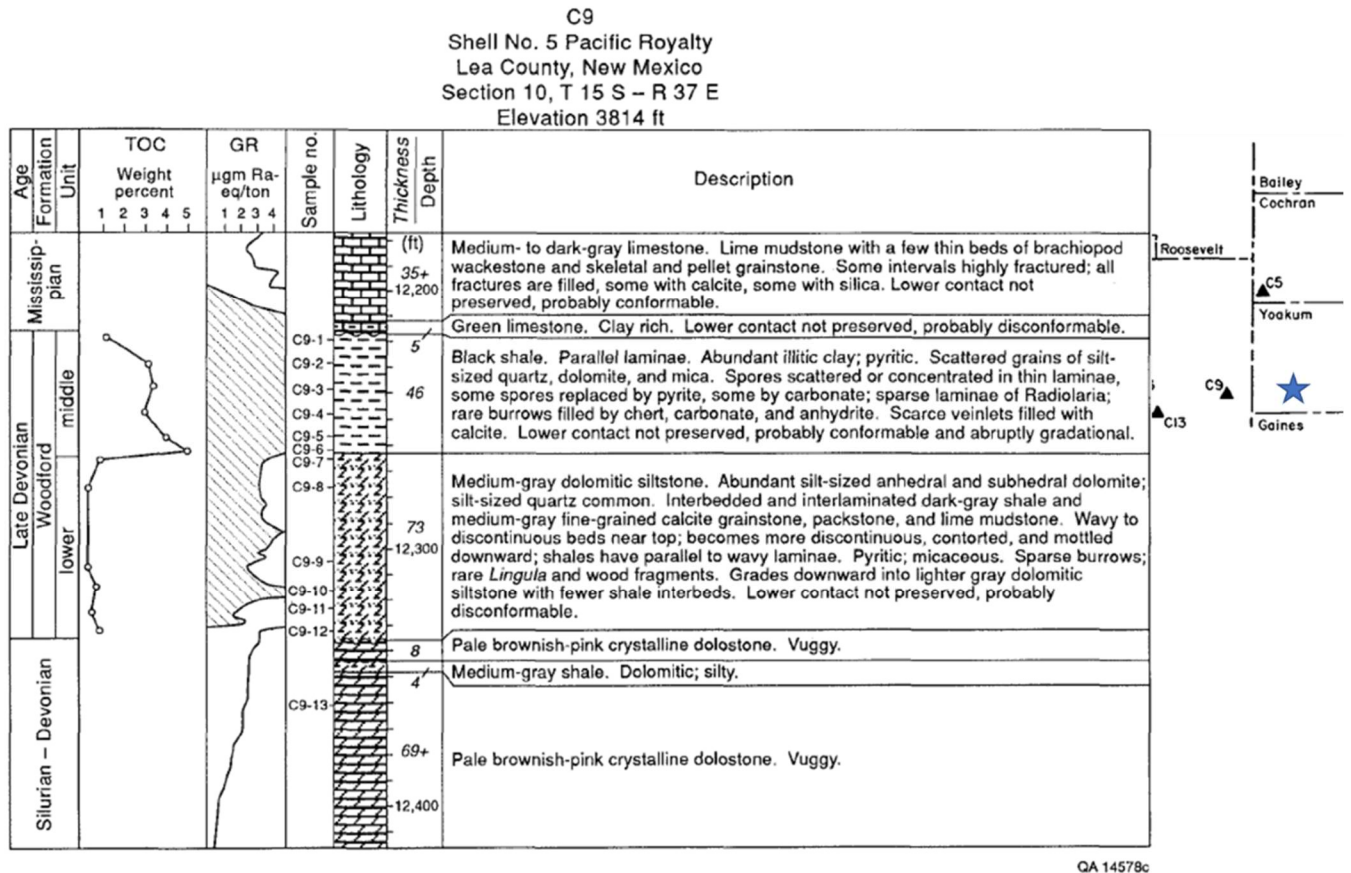 C9
Shell No. 5 Pacific Royalty
Lea County, New Mexico
Section 10, T 15 S – R 37 E
Elevation 3814 ft
Age
Formation
Unit
TOC
Weight
percent
1 2 3 4 5
GR
µgm Ra-
eq/ton
1 2 3 4
Sample no.
Lithology
Thickness
Depth
Description
Mississip-
pian
Late Devonian
Woodford
middle
lower
Silurian – Devonian
C9-1
C9-2
C9-3
C9-4
C9-5
C9-6
C9-7
C9-8
C9-9
C9-10
C9-11
C9-12
C9-13
(ft)
35+
12,200
5
46
73
12,300
8
4
69+
12,400
Medium- to dark-gray limestone. Lime mudstone with a few thin beds of brachiopod
wackestone and skeletal and pellet grainstone. Some intervals highly fractured; all
fractures are filled, some with calcite, some with silica. Lower contact not
preserved, probably conformable.
Green limestone. Clay rich. Lower contact not preserved, probably disconformable.
Black shale. Parallel laminae. Abundant illitic clay; pyritic. Scattered grains of silt-
sized quartz, dolomite, and mica. Spores scattered or concentrated in thin laminae,
some spores replaced by pyrite, some by carbonate; sparse laminae of Radiolaria;
rare burrows filled by chert, carbonate, and anhydrite. Scarce veinlets filled with
calcite. Lower contact not preserved, probably conformable and abruptly gradational.
Medium-gray dolomitic siltstone. Abundant silt-sized anhedral and subhedral dolomite;
silt-sized quartz common. Interbedded and interlaminated dark-gray shale and
medium-gray fine-grained calcite grainstone, packstone, and lime mudstone. Wavy to
discontinuous beds near top; becomes more discontinuous, contorted, and mottled
downward; shales have parallel to wavy laminae. Pyritic; micaceous. Sparse burrows;
rare Lingula and wood fragments. Grades downward into lighter gray dolomitic
siltstone with fewer shale interbeds. Lower contact not preserved, probably
disconformable.
Pale brownish-pink crystalline dolostone. Vuggy.
Medium-gray shale. Dolomitic; silty.
Pale brownish-pink crystalline dolostone. Vuggy.
QA 14578c
Bailey
Cochran
Roosevelt
C5
Yoakum
C9
C13
Gaines